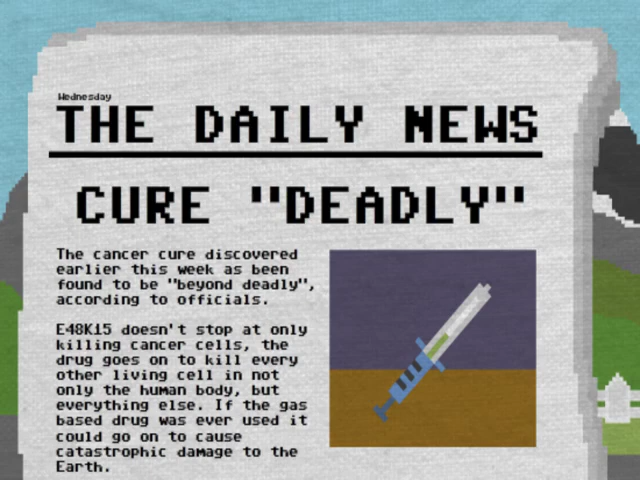 Wednesday
THE DAILY NEWS
CURE "DEADLY"
The cancer cure discovered
earlier this week as been
found to be "beyond deadly",
according to officials.
E48K15 doesn't stop at only
killing cancer cells, the
drug goes on to kill every
other living cell in not
only the human body, but
everything else. If the gas
based drug was ever used it
could go on to cause
catastrophic damage to the
Earth.